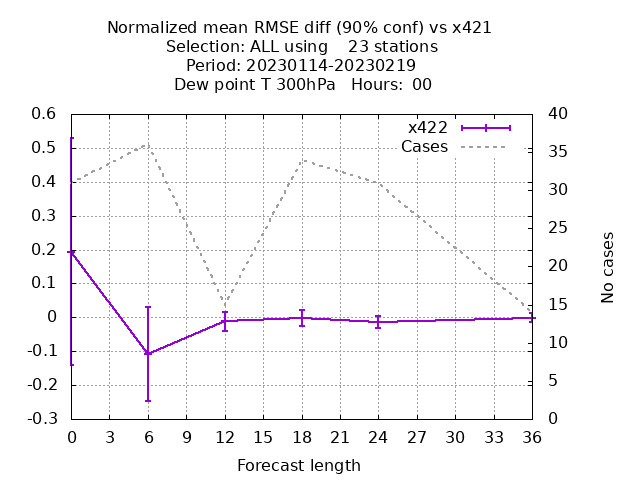 Normalized mean RMSE diff (90% conf) vs x421
Selection: ALL using    23 stations
Period: 20230114-20230219
Dew point T 300hPa   Hours: 00
x422
Cases
0.6
0.5
0.4
0.3
0.2
0.1
0
-0.1
-0.2
-0.3
40
35
30
25
20
15
10
5
0
No cases
0 3 6 9 12 15 18 21 24 27 30 33 36
Forecast length